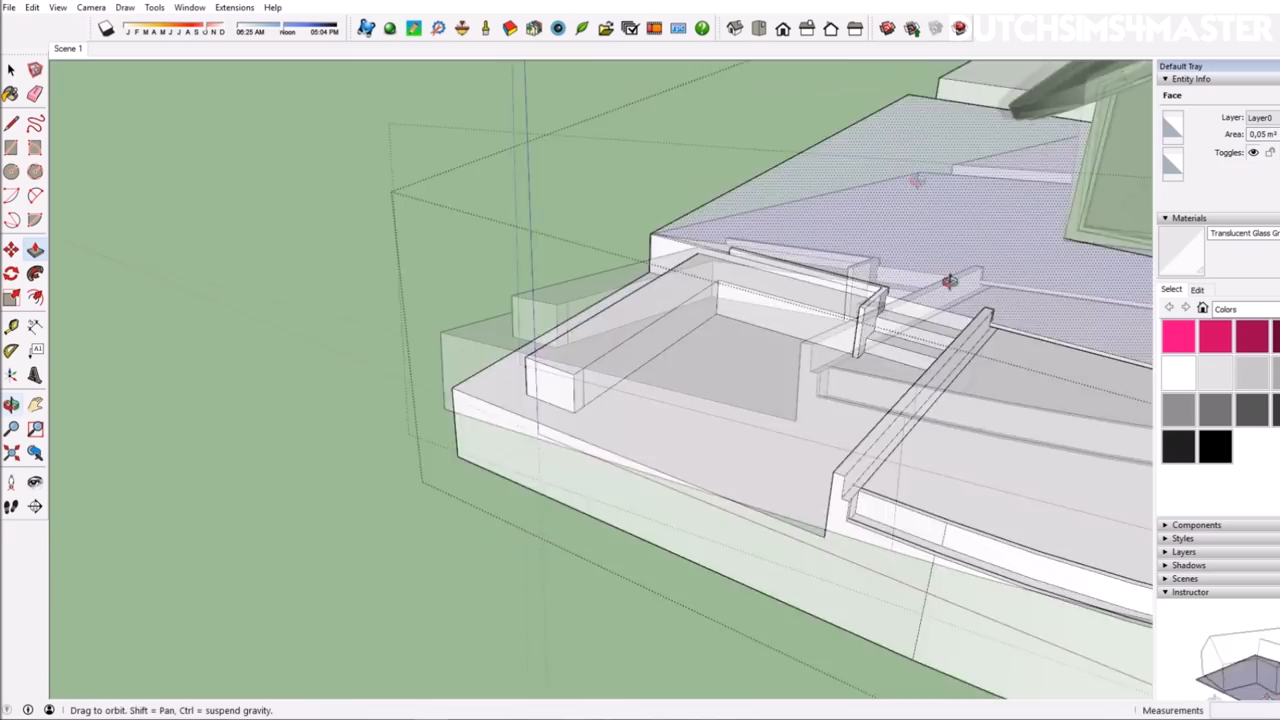 File Edit View Camera Draw Tools Window Extensions Help
J F M A M J J A S O N D 06:25 AM Noon 05:04 PM
DUTCHSIMS4MASTER
Scene 1
Default Tray
Entity Info
Face
Layer: Layer0
Area: 0,05 m²
Toggles:
Materials
Translucent Glass Gr
Select Edit
Colors
Components
Styles
Layers
Shadows
Scenes
Instructor
Drag to orbit. Shift = Pan, Ctrl = suspend gravity.
Measurements